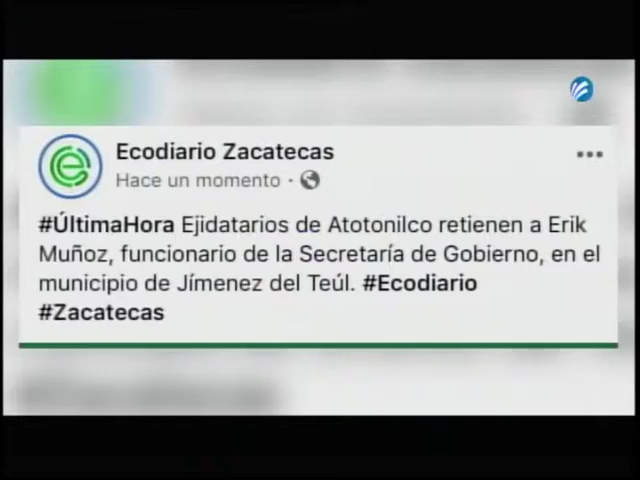 Ecodiario Zacatecas
Hace un momento ·
#ÚltimaHora Ejidatarios de Atotonilco retienen a Erik
Muñoz, funcionario de la Secretaría de Gobierno, en el
municipio de Jímenez del Teúl. #Ecodiario
#Zacatecas